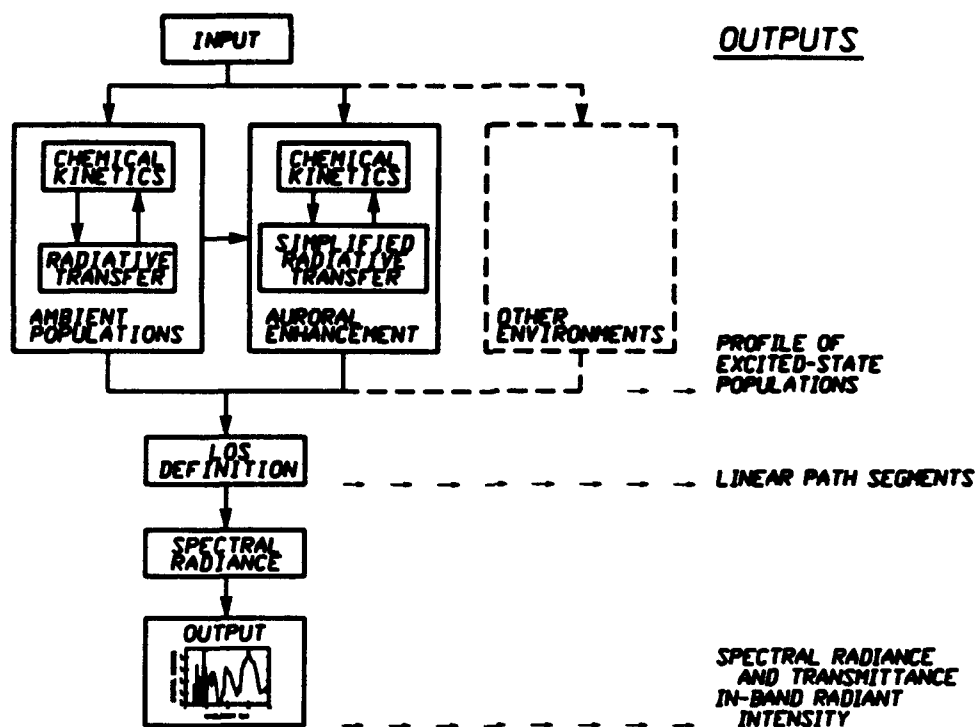 INPUT
OUTPUTS
CHEMICAL
KINETICS
RADIATIVE
TRANSFER
AMBIENT
POPULATIONS
CHEMICAL
KINETICS
SIMPLIFIED
RADIATIVE
TRANSFER
AURORAL
ENHANCEMENT
OTHER
ENVIRONMENTS
PROFILE OF
EXCITED-STATE
POPULATIONS
LOS
DEFINITION
LINEAR PATH SEGMENTS
SPECTRAL
RADIANCE
OUTPUT
SPECTRAL RADIANCE
AND TRANSMITTANCE
IN-BAND RADIANT
INTENSITY